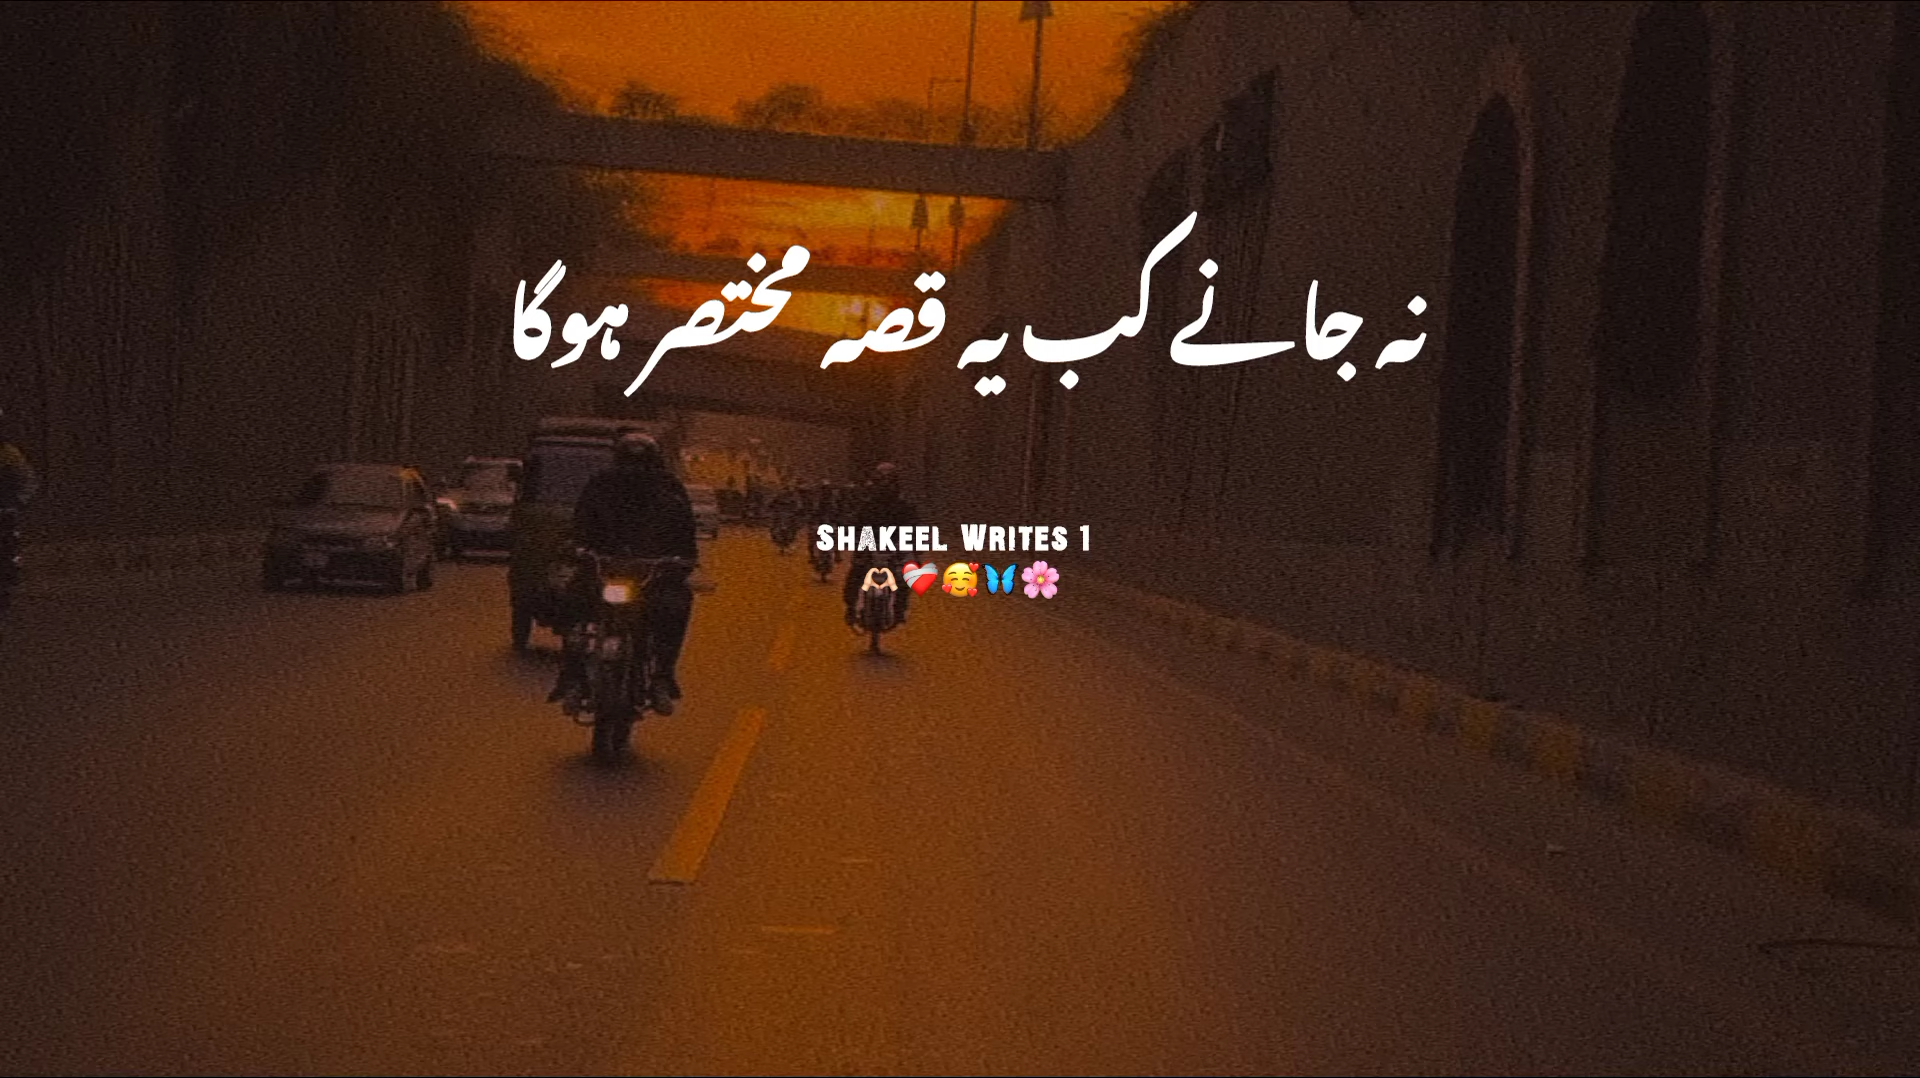 نہ جانے کب یہ قصہ مختصر ہوگا
Shakeel Writes 1
🫶🏻❤️‍🩹🥰🦋🌸